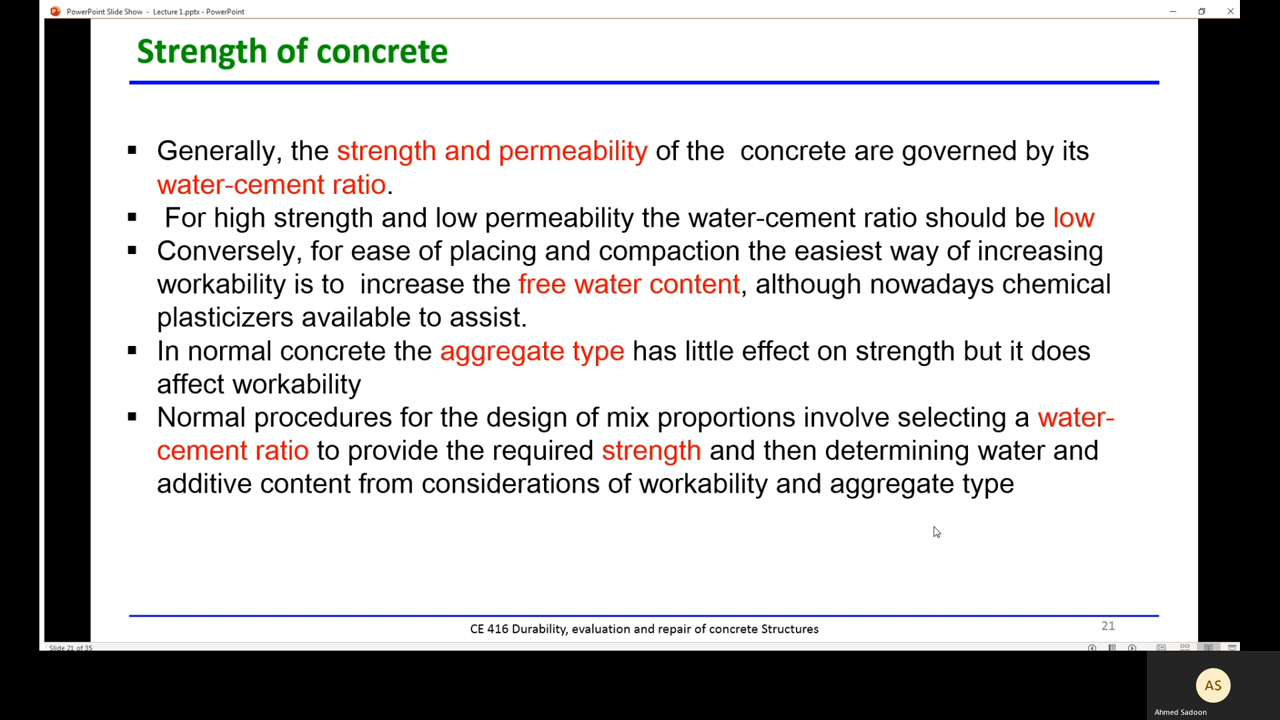 PowerPoint Slide Show - Lecture 1.pptx - PowerPoint
Strength of concrete
▪ Generally, the strength and permeability of the concrete are governed by its
water-cement ratio.
▪ For high strength and low permeability the water-cement ratio should be low
▪ Conversely, for ease of placing and compaction the easiest way of increasing
workability is to increase the free water content, although nowadays chemical
plasticizers available to assist.
▪ In normal concrete the aggregate type has little effect on strength but it does
affect workability
▪ Normal procedures for the design of mix proportions involve selecting a water-
cement ratio to provide the required strength and then determining water and
additive content from considerations of workability and aggregate type
CE 416 Durability, evaluation and repair of concrete Structures
21
Slide 21 of 35
AS
Ahmed Sadoon